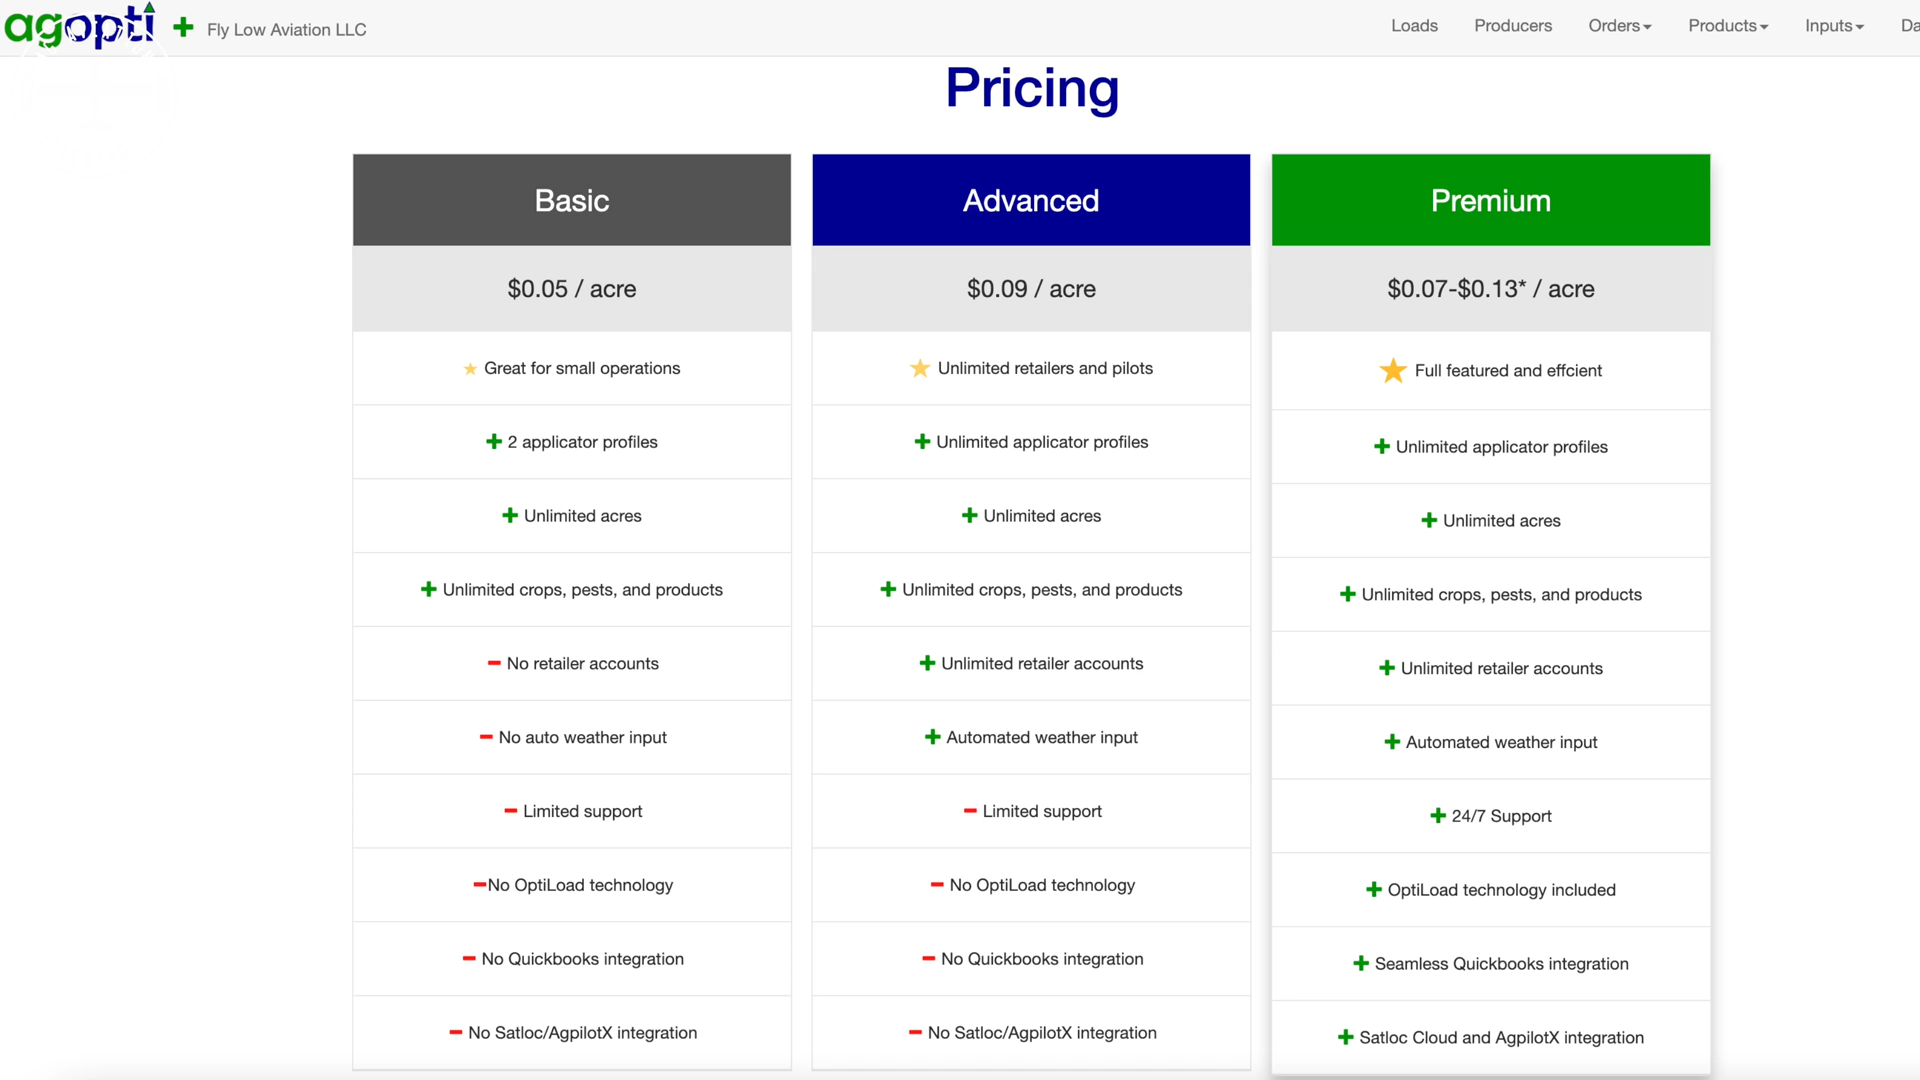 agopti
Fly Low Aviation LLC
Loads
Producers
Orders
Products
Inputs
Da
Pricing
Basic
$0.05 / acre
Great for small operations
2 applicator profiles
Unlimited acres
Unlimited crops, pests, and products
No retailer accounts
No auto weather input
Limited support
No OptiLoad technology
No Quickbooks integration
No Satloc/AgpilotX integration
Advanced
$0.09 / acre
Unlimited retailers and pilots
Unlimited applicator profiles
Unlimited acres
Unlimited crops, pests, and products
Unlimited retailer accounts
Automated weather input
Limited support
No OptiLoad technology
No Quickbooks integration
No Satloc/AgpilotX integration
Premium
$0.07-$0.13* / acre
Full featured and effcient
Unlimited applicator profiles
Unlimited acres
Unlimited crops, pests, and products
Unlimited retailer accounts
Automated weather input
24/7 Support
OptiLoad technology included
Seamless Quickbooks integration
Satloc Cloud and AgpilotX integration